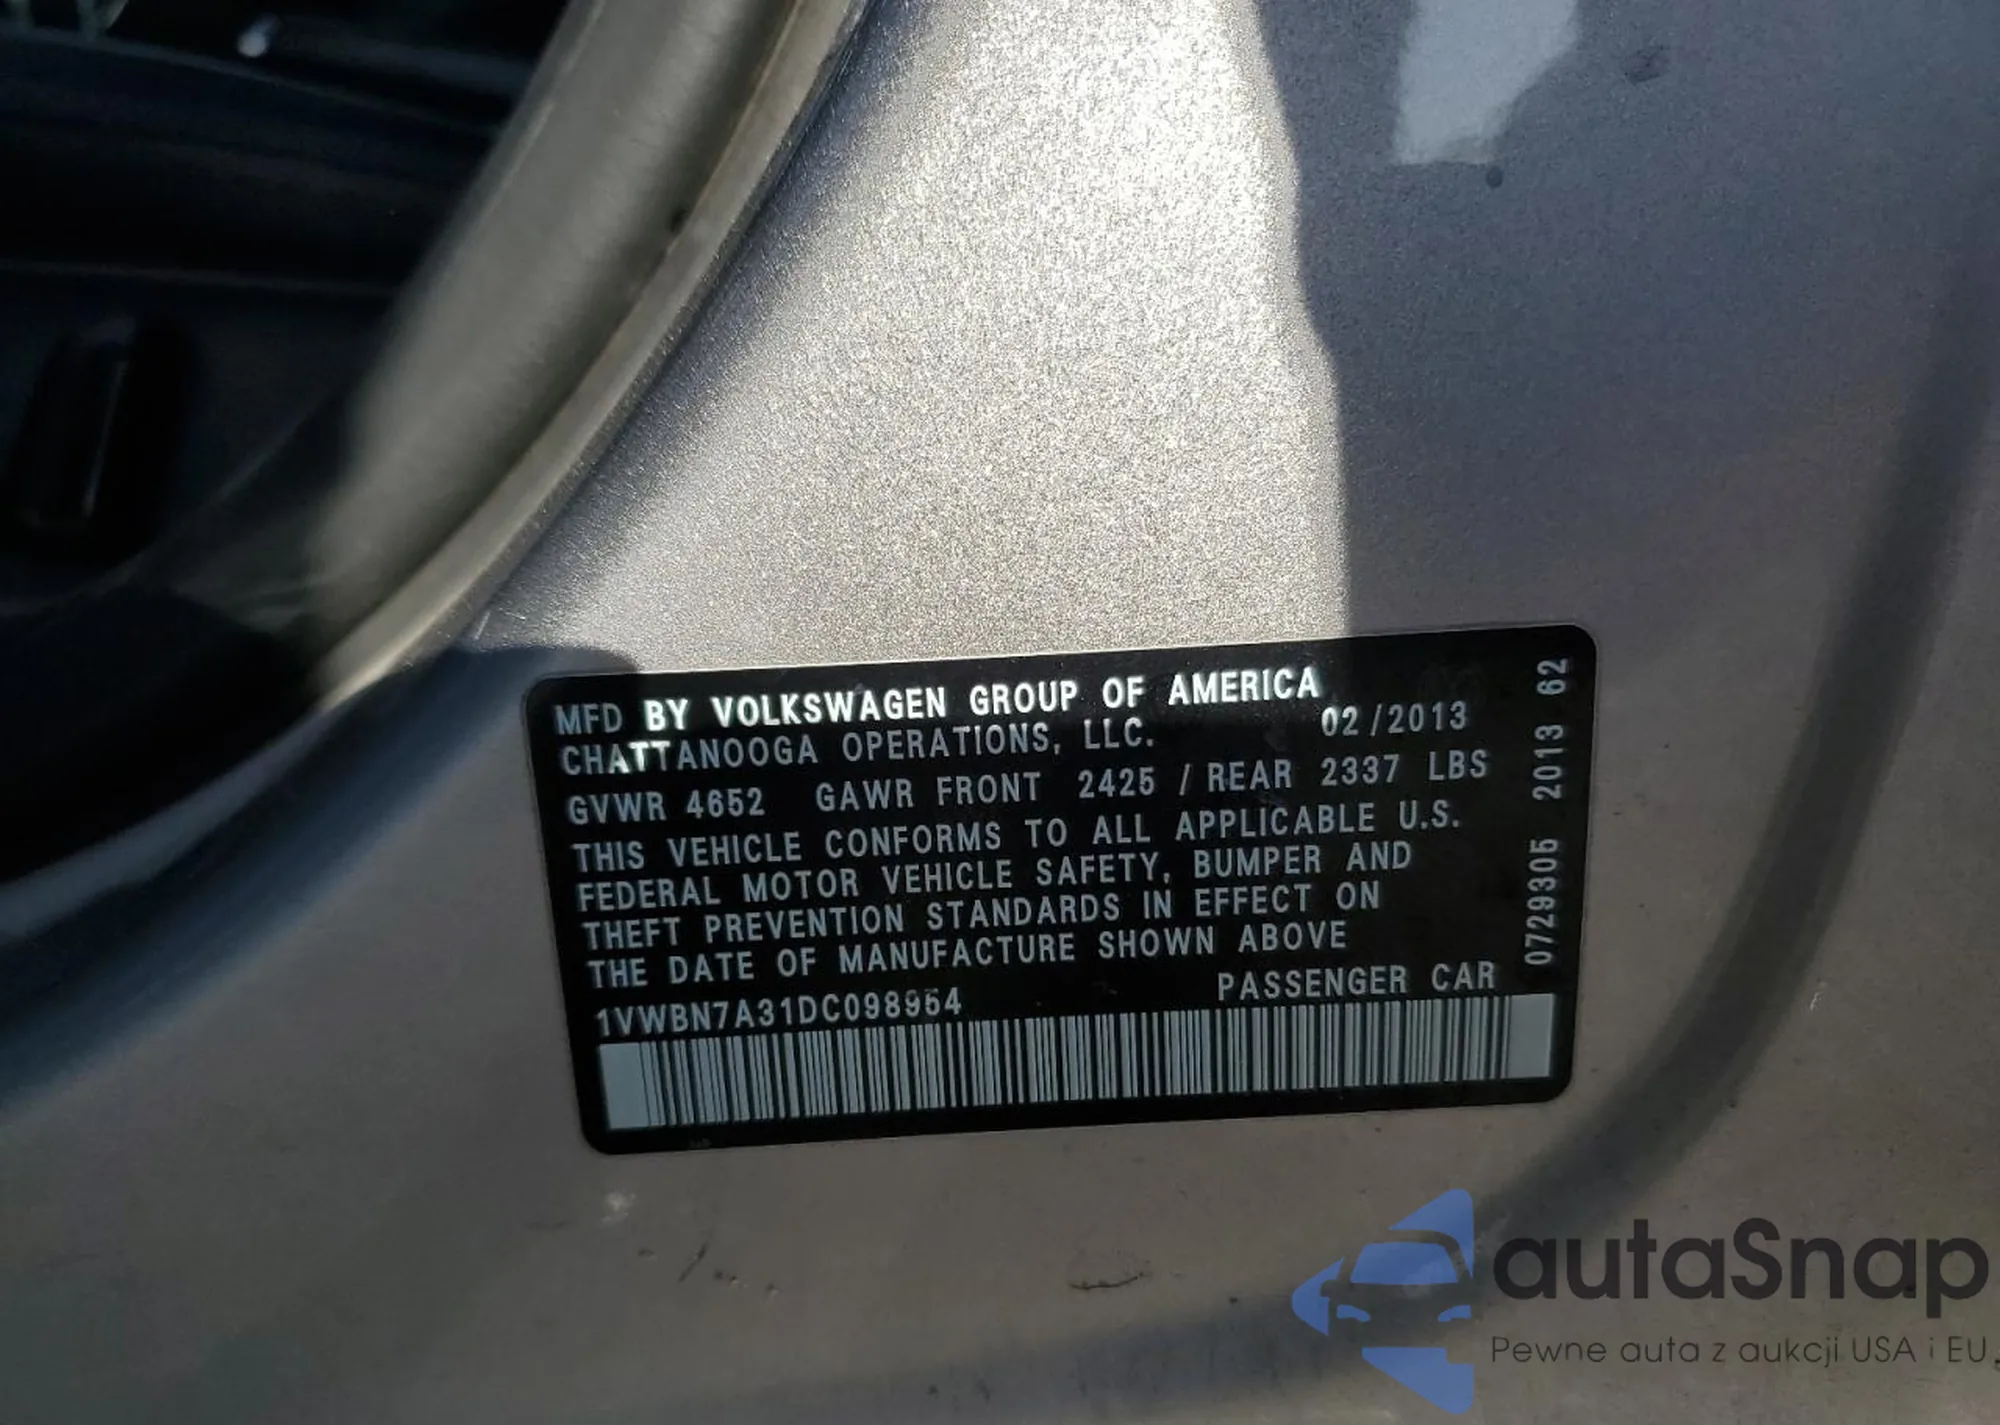 MFD BY VOLKSWAGEN GROUP OF AMERICA
CHATTANOOGA OPERATIONS, LLC. 02/2013
GVWR 4652 GAWR FRONT 2425 / REAR 2337 LBS
THIS VEHICLE CONFORMS TO ALL APPLICABLE U.S.
FEDERAL MOTOR VEHICLE SAFETY, BUMPER AND
THEFT PREVENTION STANDARDS IN EFFECT ON
THE DATE OF MANUFACTURE SHOWN ABOVE
1VWBN7A31DC098954 PASSENGER CAR
0729305 2013 62
autaSnap
Pewne auta z aukcji USA i EU